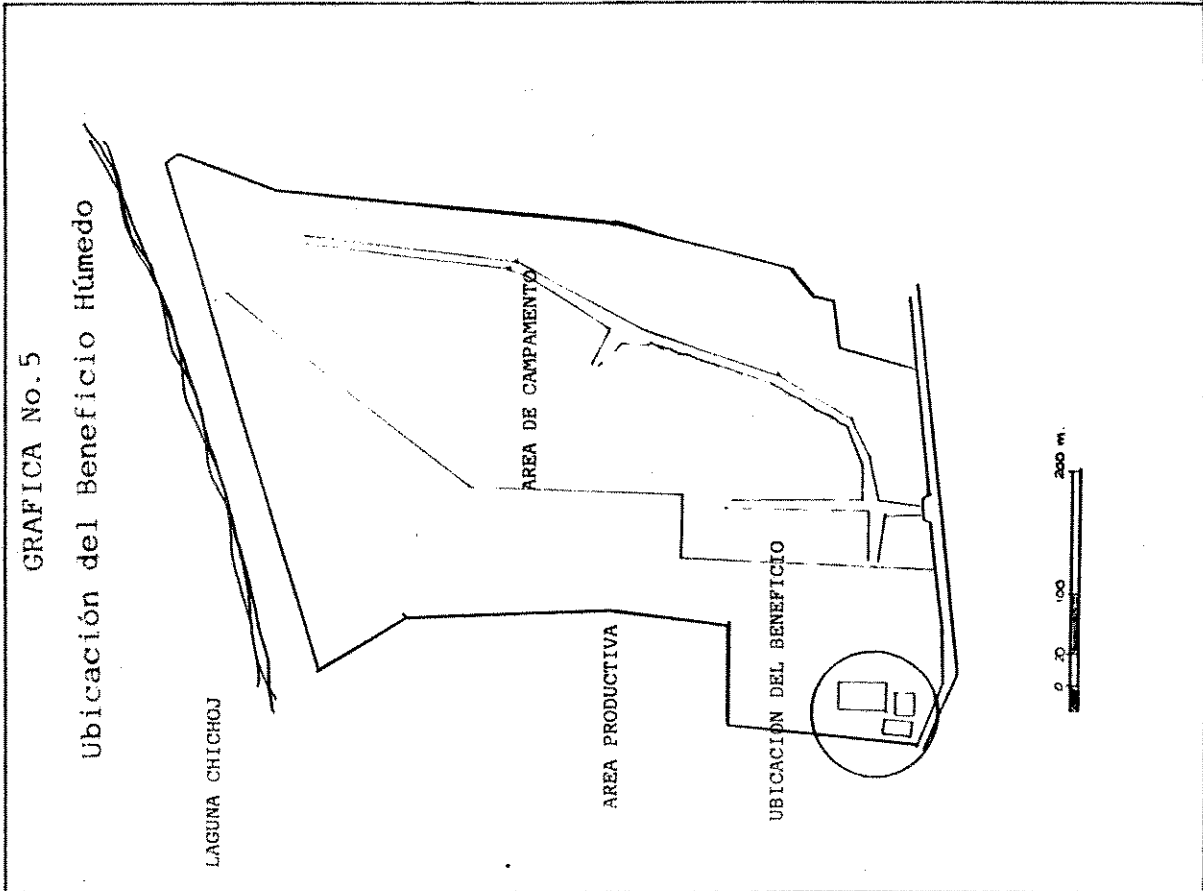 GRAFICA No.5
Ubicación del Beneficio Húmedo
LAGUNA CHICHOJ
AREA DE CAMPAMENTO
AREA PRODUCTIVA
UBICACION DEL BENEFICIO
0 20 100 200 m.